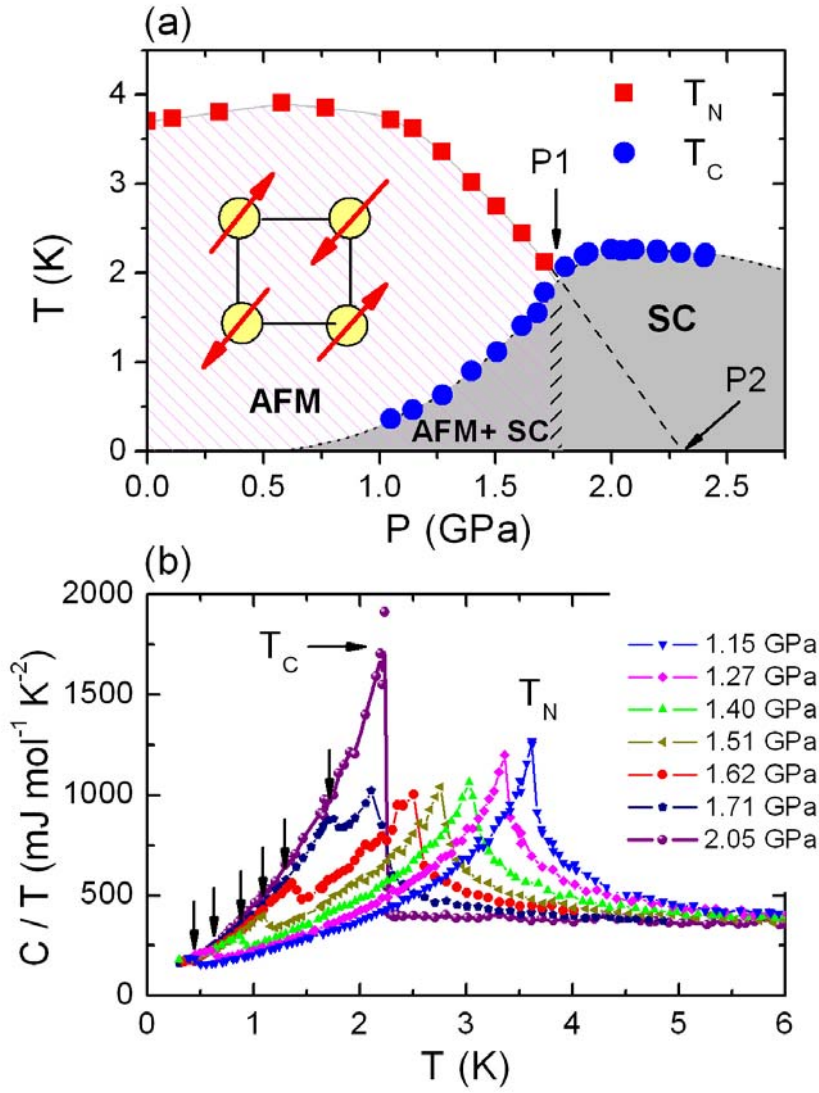 (a)
4
3
2
1
0
T (K)
T_N
T_C
P1
P2
SC
AFM
AFM+ SC
0.0 0.5 1.0 1.5 2.0 2.5
P (GPa)
(b)
2000
1500
1000
500
0
C / T (mJ mol⁻¹ K⁻²)
T_C
T_N
1.15 GPa
1.27 GPa
1.40 GPa
1.51 GPa
1.62 GPa
1.71 GPa
2.05 GPa
0 1 2 3 4 5 6
T (K)